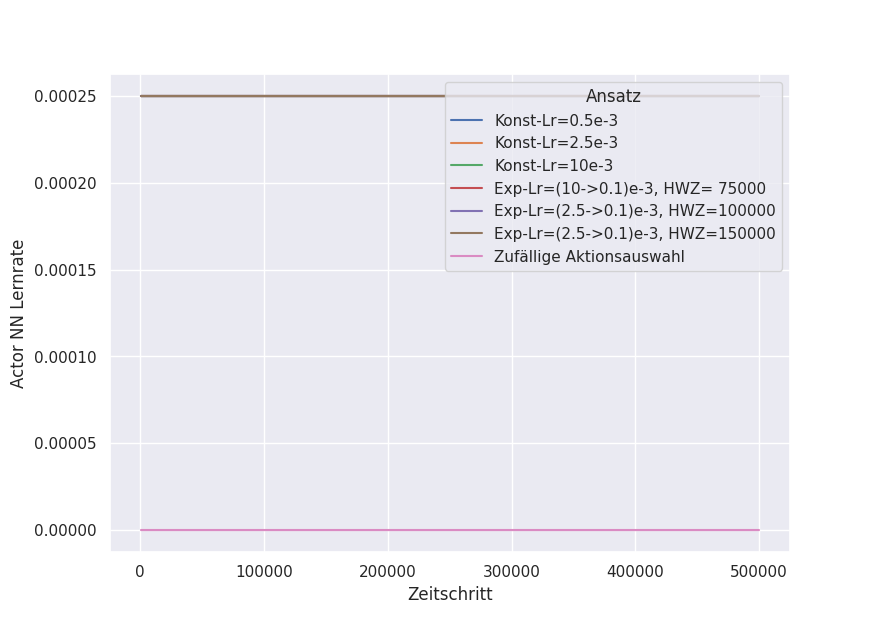 Ansatz
Konst-Lr=0.5e-3
Konst-Lr=2.5e-3
Konst-Lr=10e-3
Exp-Lr=(10->0.1)e-3, HWZ= 75000
Exp-Lr=(2.5->0.1)e-3, HWZ=100000
Exp-Lr=(2.5->0.1)e-3, HWZ=150000
Zufällige Aktionsauswahl
Actor NN Lernrate
0.00025
0.00020
0.00015
0.00010
0.00005
0.00000
0 100000 200000 300000 400000 500000
Zeitschritt